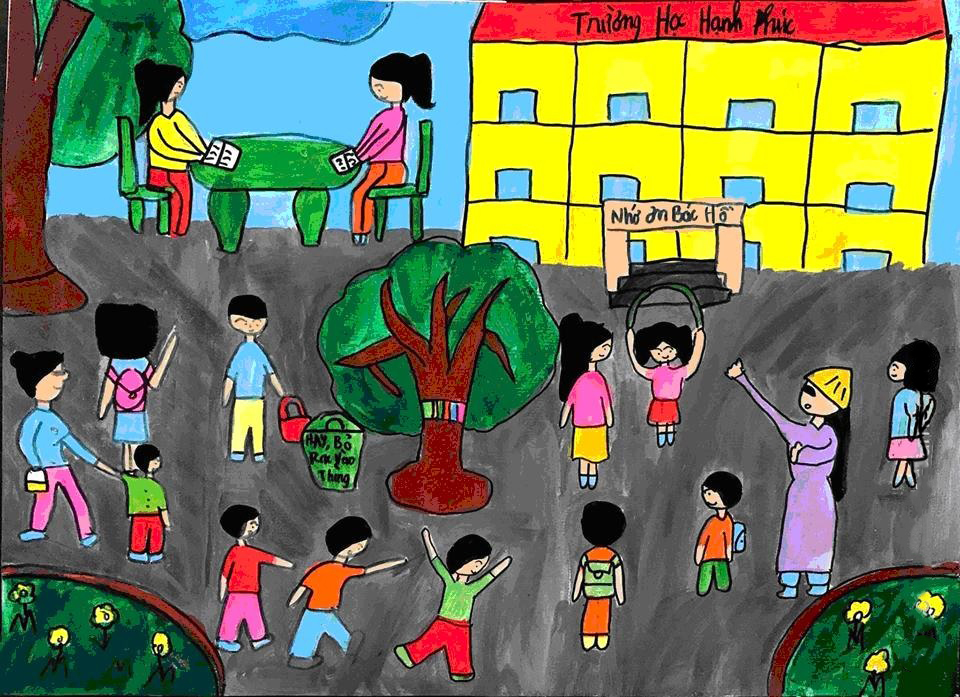 Trường Học Hạnh Phúc
Nhớ ơn Bác Hồ
HÃY, BỎ
Rác Vào
Thùng